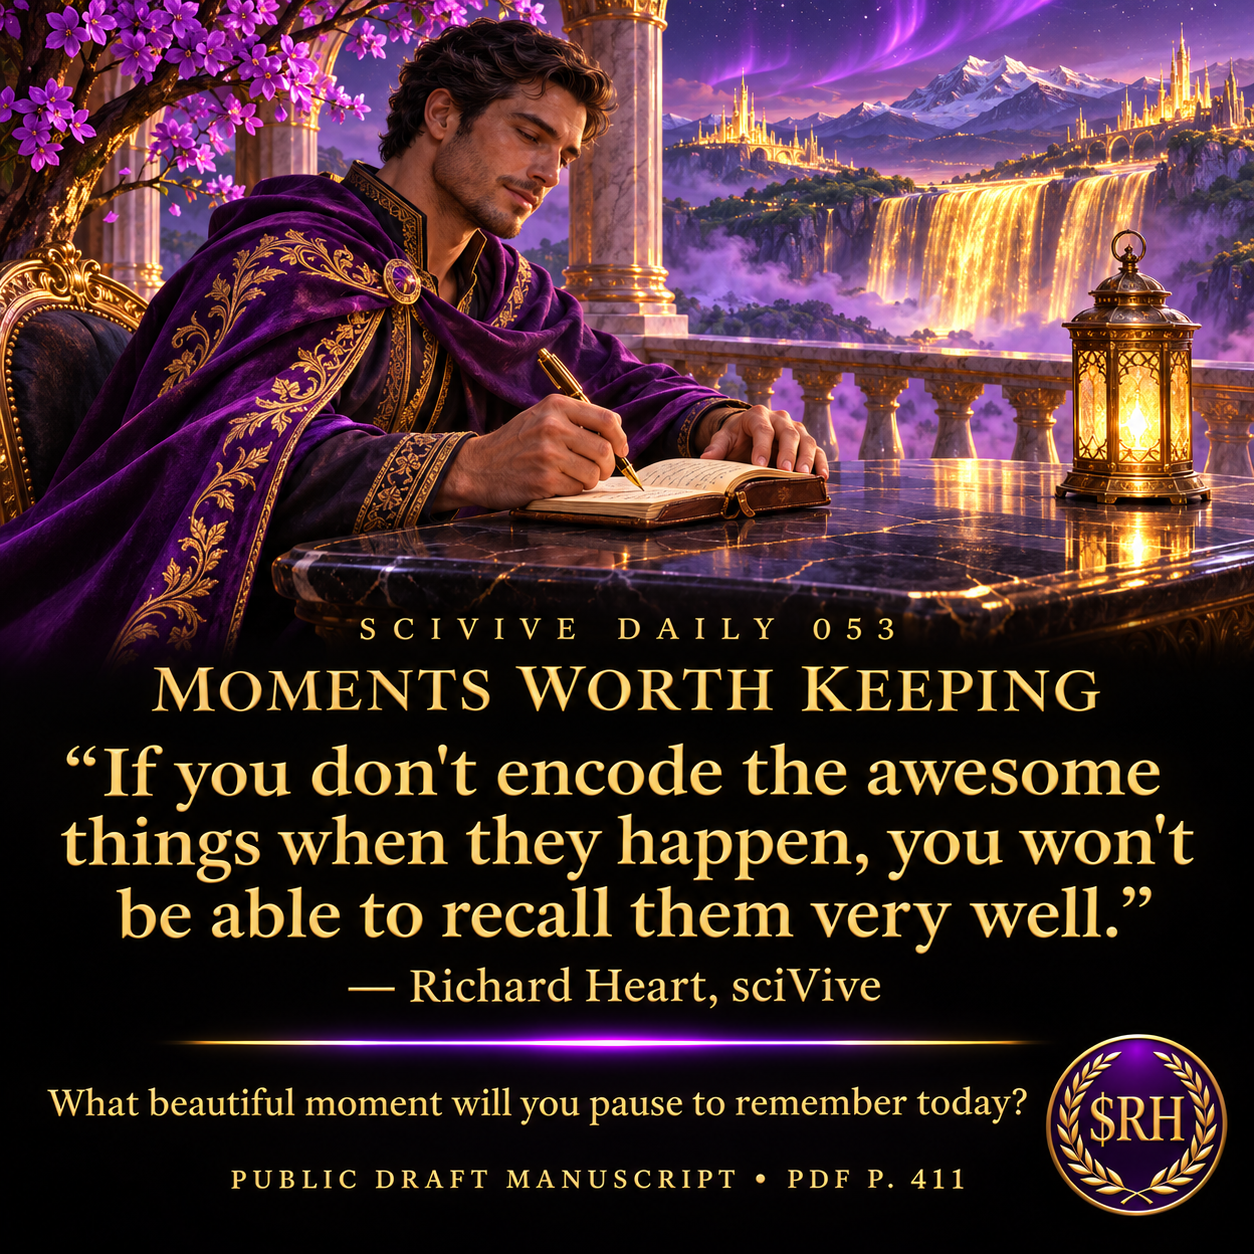 SCIVIVE DAILY 053
MOMENTS WORTH KEEPING
“If you don't encode the awesome
things when they happen, you won't
be able to recall them very well.”
— Richard Heart, sciVive
What beautiful moment will you pause to remember today?
$RH
PUBLIC DRAFT MANUSCRIPT • PDF P. 411